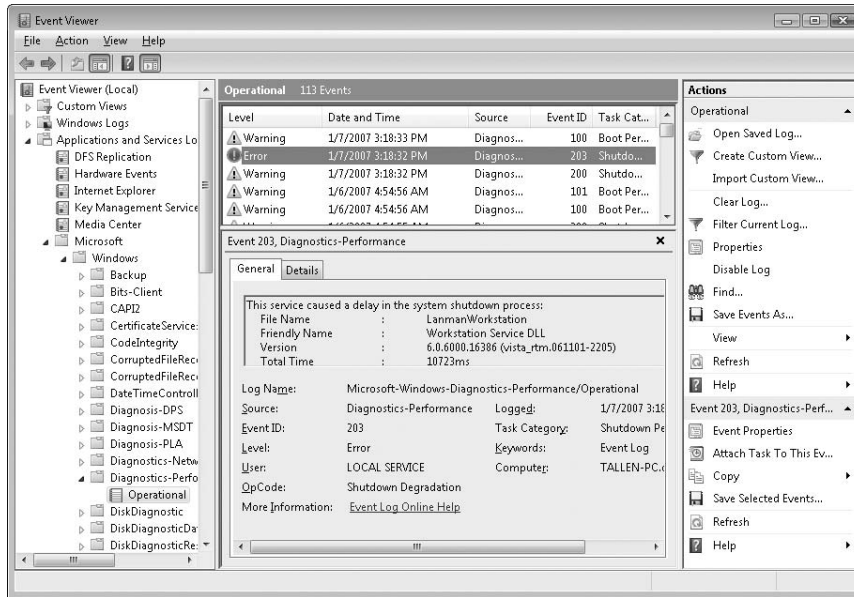 Event Viewer
File Action View Help
Event Viewer (Local)
Custom Views
Windows Logs
Applications and Services Lo
DFS Replication
Hardware Events
Internet Explorer
Key Management Service
Media Center
Microsoft
Windows
Backup
Bits-Client
CAPI2
CertificateService:
CodeIntegrity
CorruptedFileRec
CorruptedFileRec
DateTimeControll
Diagnosis-DPS
Diagnosis-MSDT
Diagnosis-PLA
Diagnostics-Netw
Diagnostics-Perfo
Operational
DiskDiagnostic
DiskDiagnosticDa
DiskDiagnosticRe:
Operational 113 Events
Level Date and Time Source Event ID Task Cat...
Warning 1/7/2007 3:18:33 PM Diagnos... 100 Boot Per...
Error 1/7/2007 3:18:32 PM Diagnos... 203 Shutdo...
Warning 1/7/2007 3:18:32 PM Diagnos... 200 Shutdo...
Warning 1/6/2007 4:54:56 AM Diagnos... 101 Boot Per...
Warning 1/6/2007 4:54:56 AM Diagnos... 100 Boot Per...
Event 203, Diagnostics-Performance
General Details
This service caused a delay in the system shutdown process:
File Name : LanmanWorkstation
Friendly Name : Workstation Service DLL
Version : 6.0.6000.16386 (vista_rtm.061101-2205)
Total Time : 10723ms
Log Name: Microsoft-Windows-Diagnostics-Performance/Operational
Source: Diagnostics-Performance Logged: 1/7/2007 3:18
Event ID: 203 Task Category: Shutdown Pe
Level: Error Keywords: Event Log
User: LOCAL SERVICE Computer: TALLEN-PC.
OpCode: Shutdown Degradation
More Information: Event Log Online Help
Actions
Operational
Open Saved Log...
Create Custom View...
Import Custom View...
Clear Log...
Filter Current Log...
Properties
Disable Log
Find...
Save Events As...
View
Refresh
Help
Event 203, Diagnostics-Perf...
Event Properties
Attach Task To This Ev...
Copy
Save Selected Events...
Refresh
Help